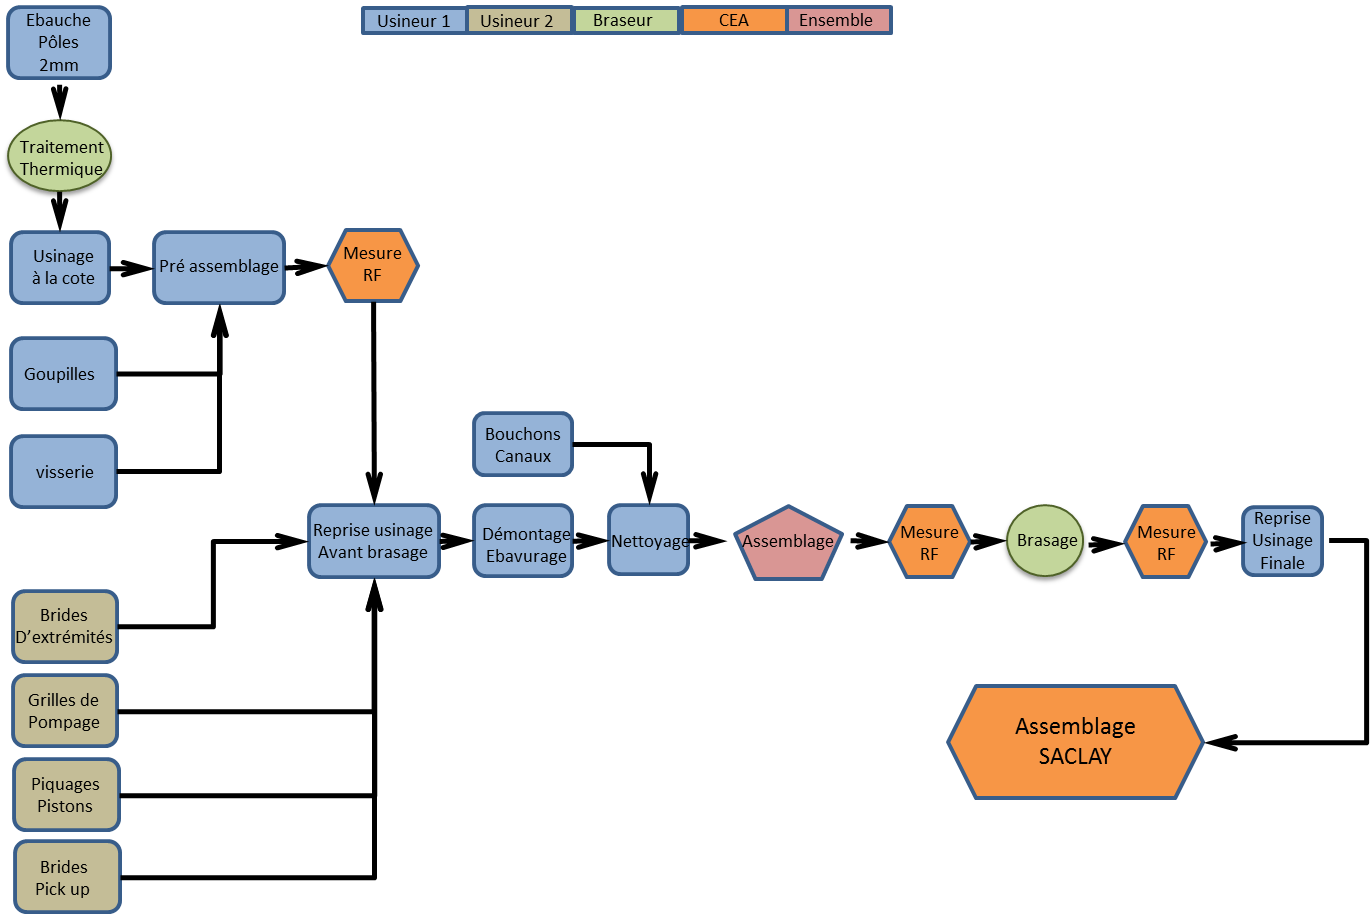 Ebauche
Pôles
2mm
Usineur 1
Usineur 2
Braseur
CEA
Ensemble
Traitement
Thermique
Usinage
à la cote
Pré assemblage
Mesure
RF
Goupilles
visserie
Bouchons
Canaux
Reprise usinage
Avant brasage
Démontage
Ebavurage
Nettoyage
Assemblage
Mesure
RF
Brasage
Mesure
RF
Reprise
Usinage
Finale
Brides
D’extrémités
Grilles de
Pompage
Piquages
Pistons
Brides
Pick up
Assemblage
SACLAY